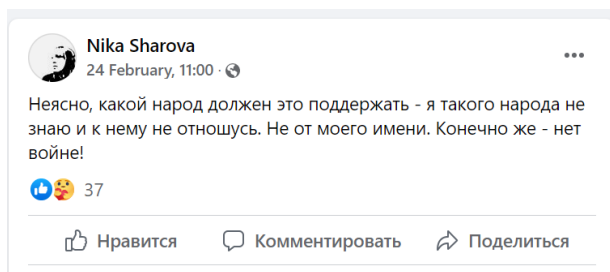 Nika Sharova
24 February, 11:00 ·
Неясно, какой народ должен это поддержать - я такого народа не
знаю и к нему не отношусь. Не от моего имени. Конечно же - нет
войне!
37
Нравится Комментировать Поделиться